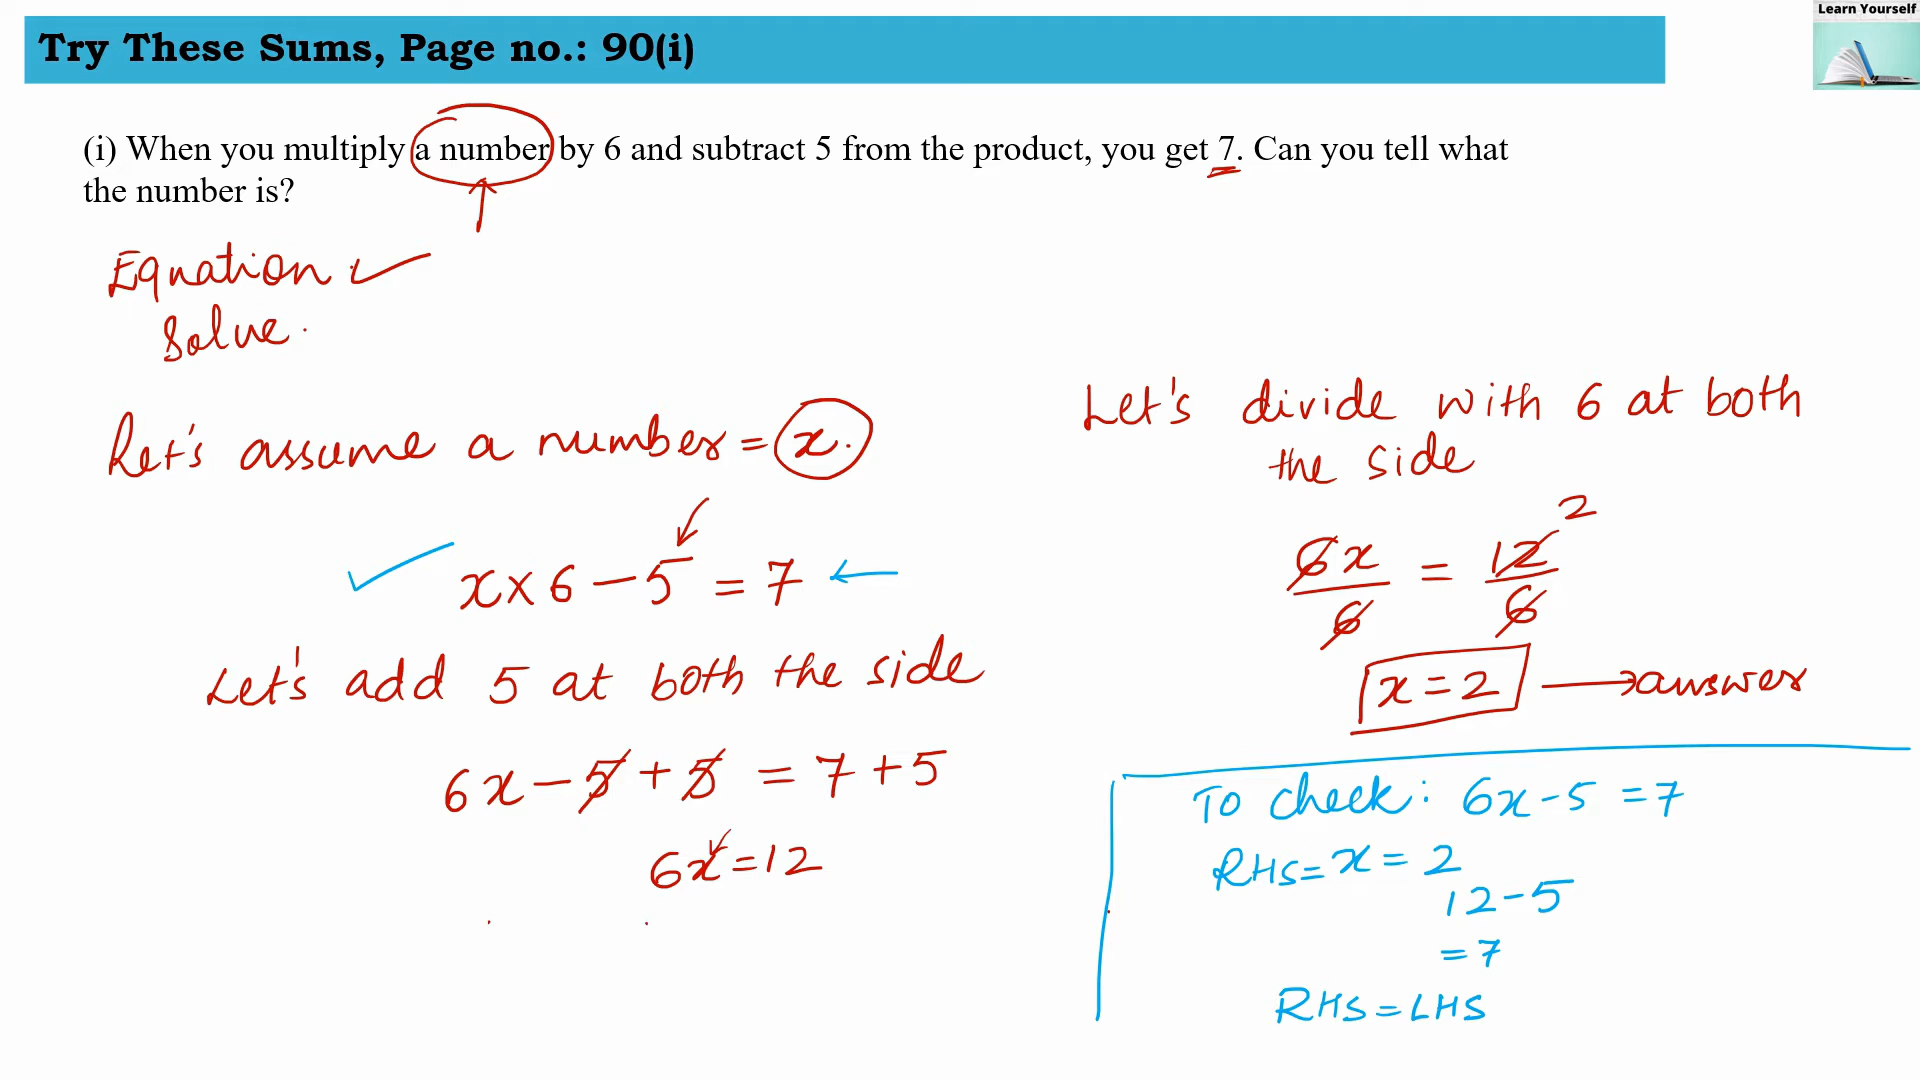 Learn Yourself
Try These Sums, Page no.: 90(i)
(i) When you multiply a number by 6 and subtract 5 from the product, you get 7. Can you tell what
the number is?
Equation
Solve.
Let's assume a number = x.
x × 6 − 5 = 7
Let's add 5 at both the side
6x − 5 + 5 = 7 + 5
6x = 12
Let's divide with 6 at both
the side
6x/6 = 12/6 2
x = 2 → answer
To check: 6x − 5 = 7
RHS = x = 2
12 − 5
= 7
RHS = LHS